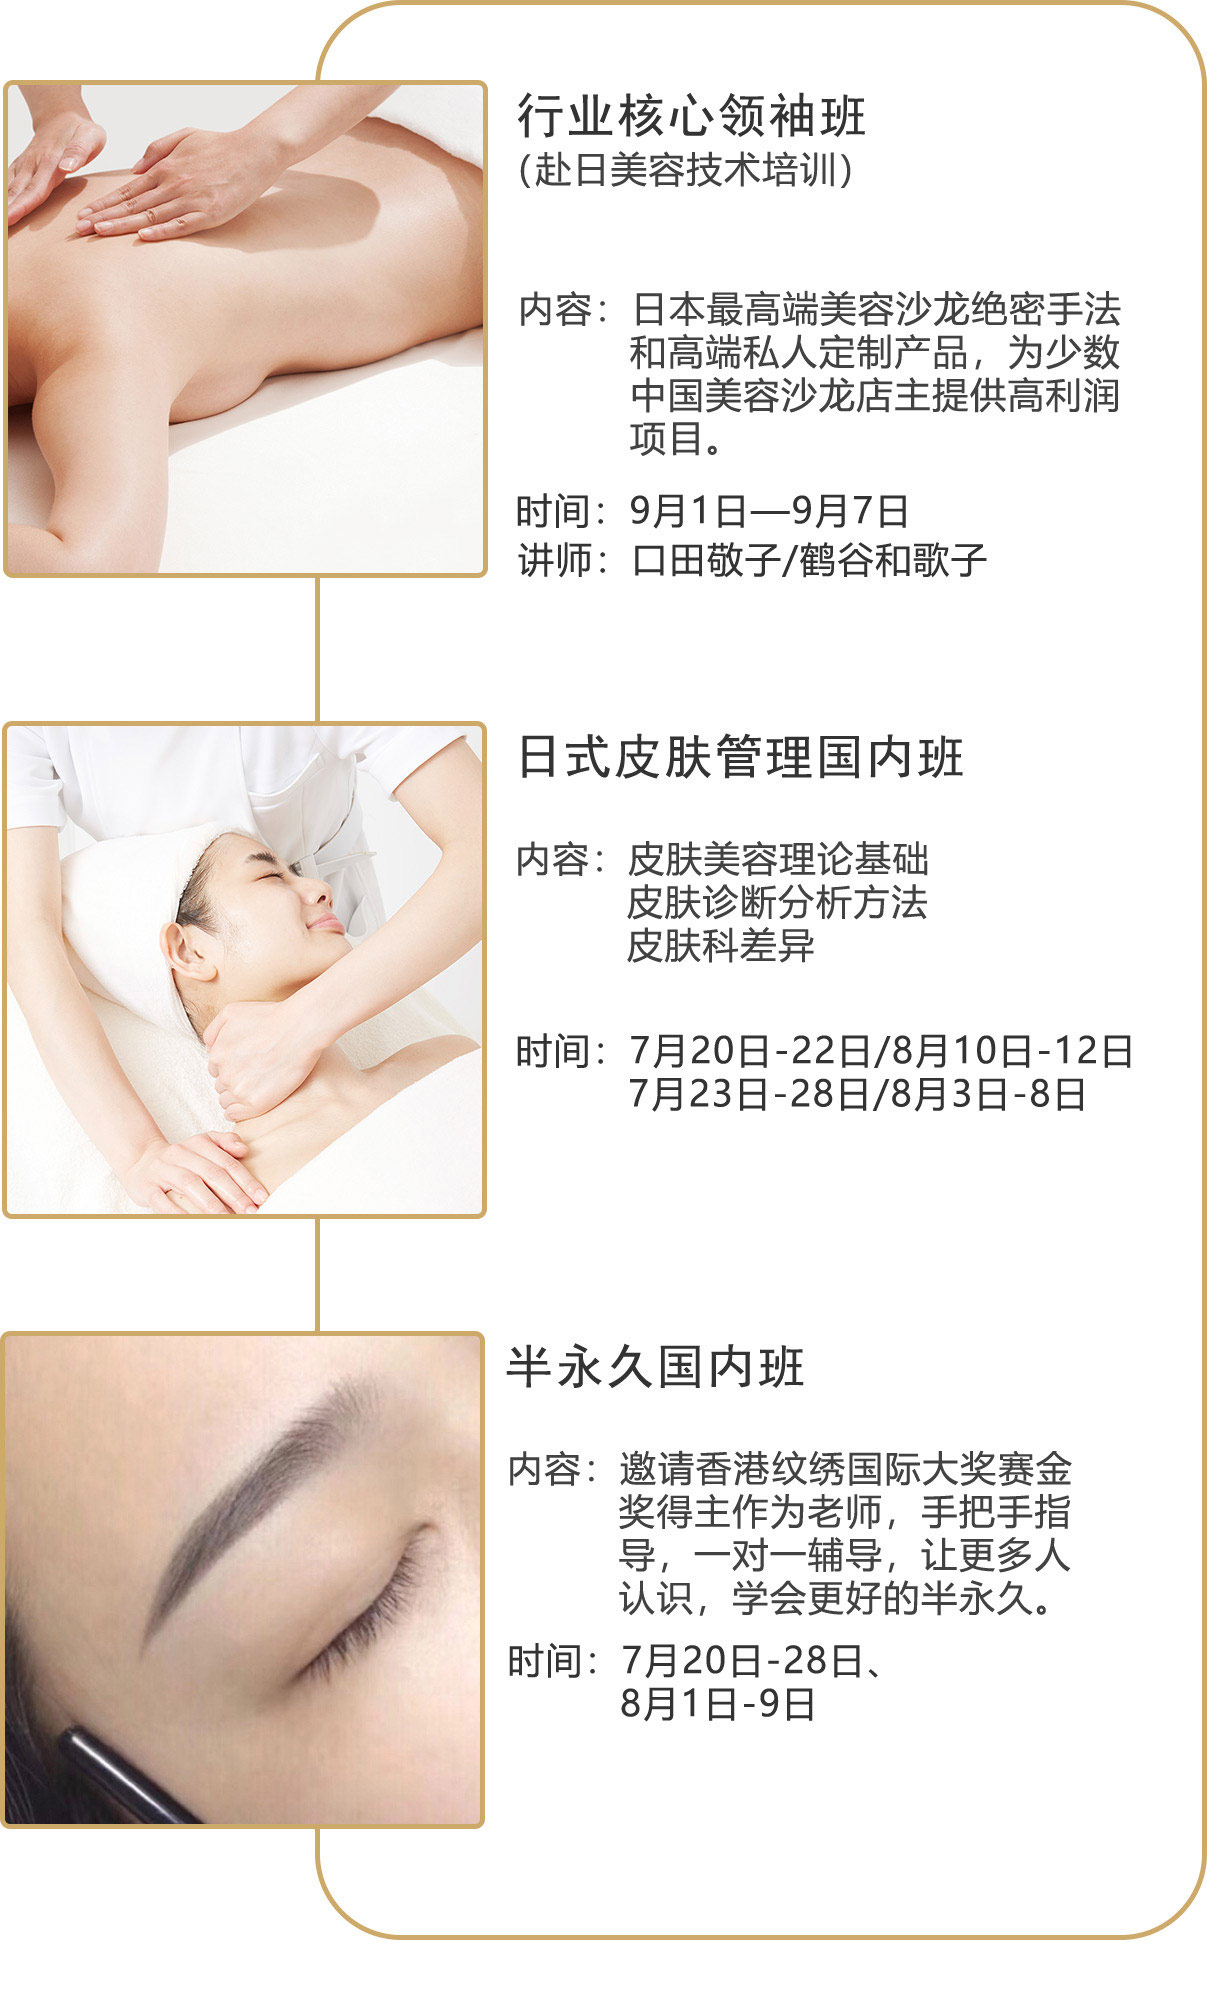 行业核心领袖班
（赴日美容技术培训）
内容：日本最高端美容沙龙绝密手法
和高端私人定制产品，为少数
中国美容沙龙店主提供高利润
项目。
时间：9月1日—9月7日
讲师：口田敬子/鹤谷和歌子
日式皮肤管理国内班
内容：皮肤美容理论基础
皮肤诊断分析方法
皮肤科差异
时间：7月20日-22日/8月10日-12日
7月23日-28日/8月3日-8日
半永久国内班
内容：邀请香港纹绣国际大奖赛金
奖得主作为老师，手把手指
导，一对一辅导，让更多人
认识，学会更好的半永久。
时间：7月20日-28日、
8月1日-9日